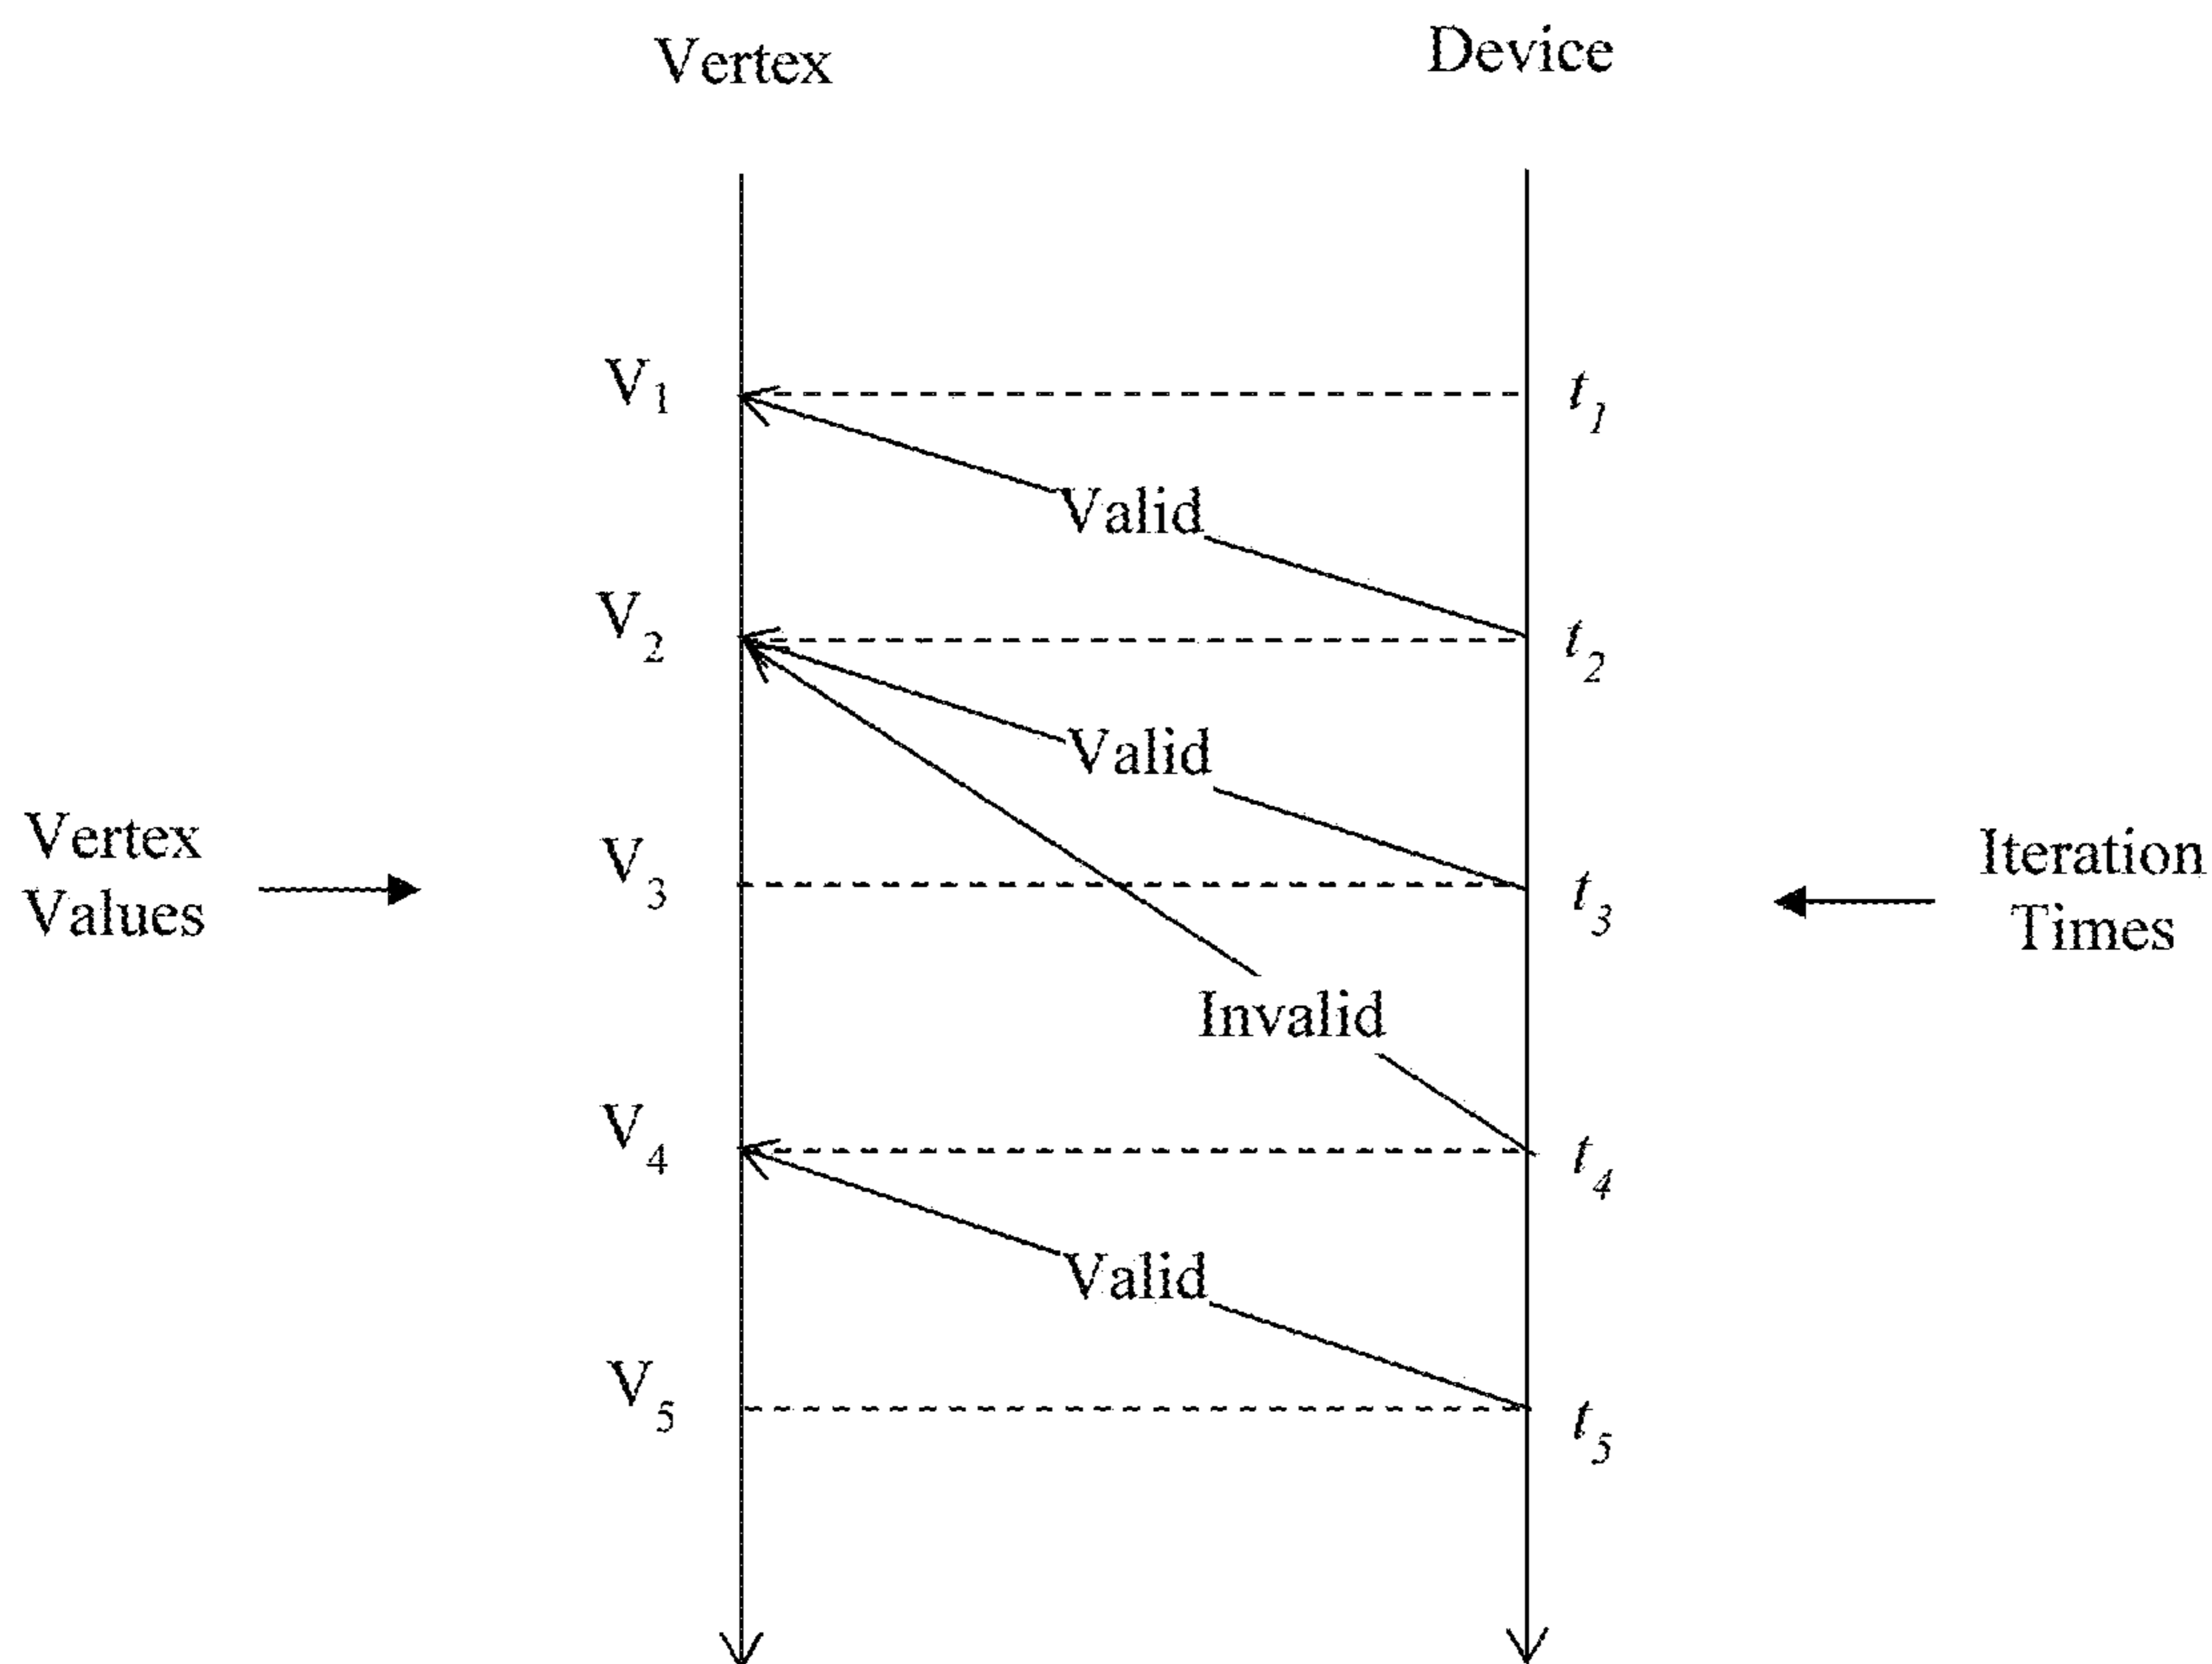 Vertex
Device
V1
t1
Valid
V2
t2
Valid
Vertex
Values
V3
t3
Iteration
Times
Invalid
V4
t4
Valid
V5
t5